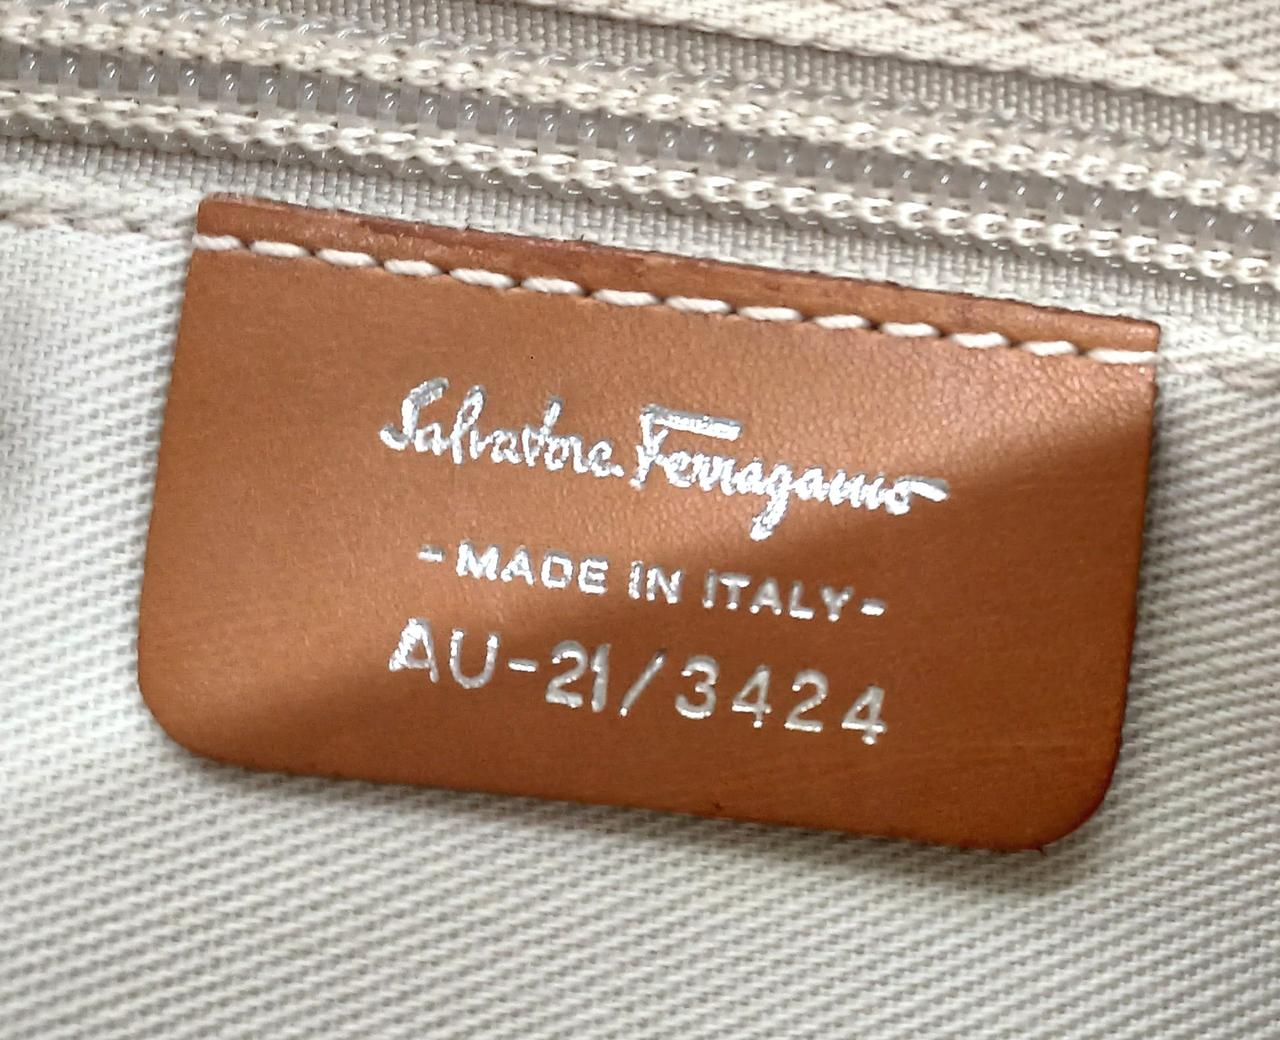 Salvatore Ferragamo
-MADE IN ITALY-
AU-21/3424